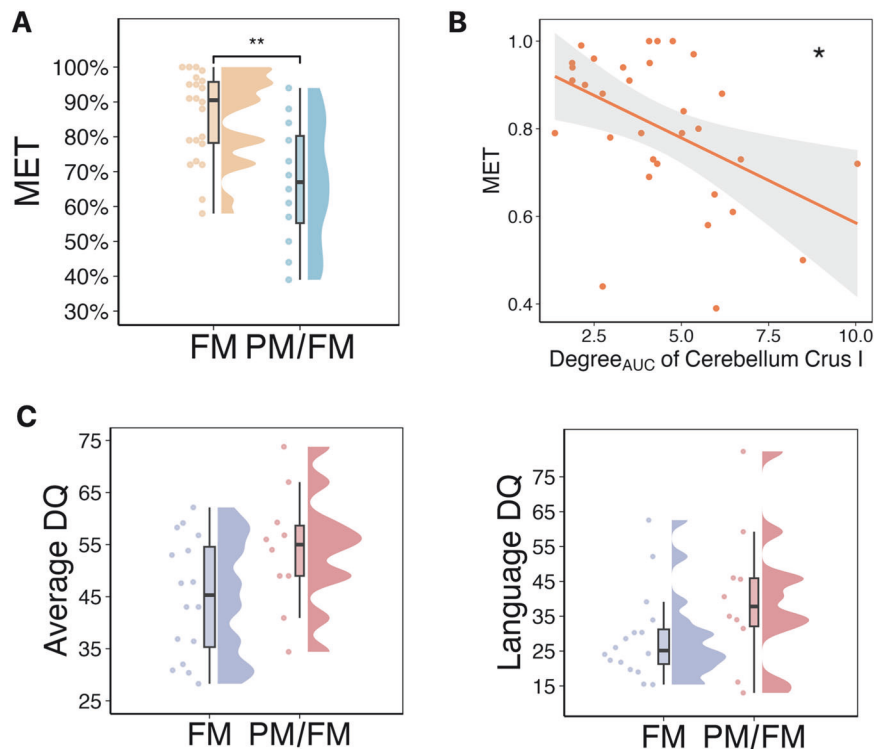 A
**
MET
100%
90%
80%
70%
60%
50%
40%
30%
FM PM/FM
B
*
MET
1.0
0.8
0.6
0.4
2.5 5.0 7.5 10.0
DegreeAUC of Cerebellum Crus I
C
Average DQ
75
65
55
45
35
25
FM PM/FM
Language DQ
75
65
55
45
35
25
15
FM PM/FM